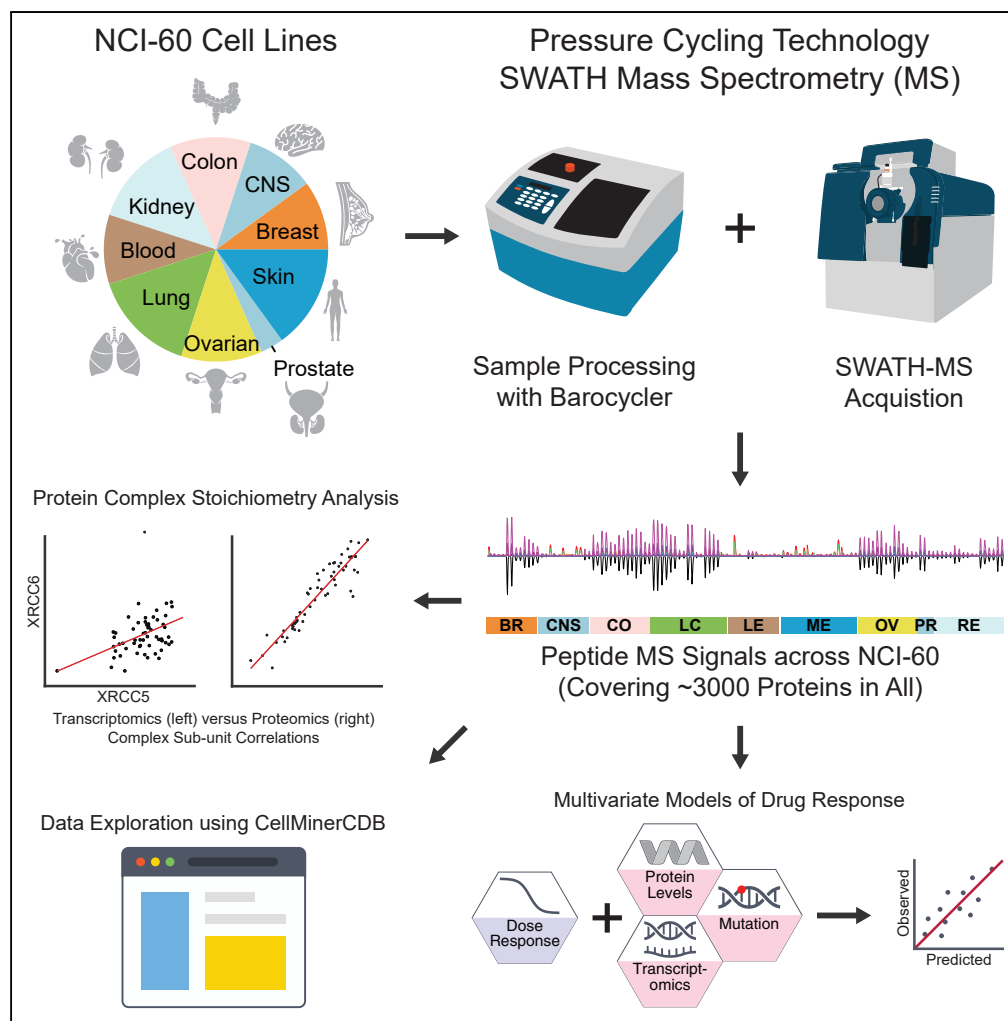 NCI-60 Cell Lines
Pressure Cycling Technology
SWATH Mass Spectrometry (MS)
Colon
CNS
Kidney
Breast
Blood
Skin
Lung
Ovarian
Prostate
Sample Processing
with Barocycler
SWATH-MS
Acquistion
Protein Complex Stoichiometry Analysis
XRCC6
XRCC5
Transcriptomics (left) versus Proteomics (right)
Complex Sub-unit Correlations
BR CNS CO LC LE ME OV PR RE
Peptide MS Signals across NCI-60
(Covering ~3000 Proteins in All)
Data Exploration using CellMinerCDB
Multivariate Models of Drug Response
Dose
Response
Protein
Levels
Mutation
Transcript-
omics
Observed
Predicted